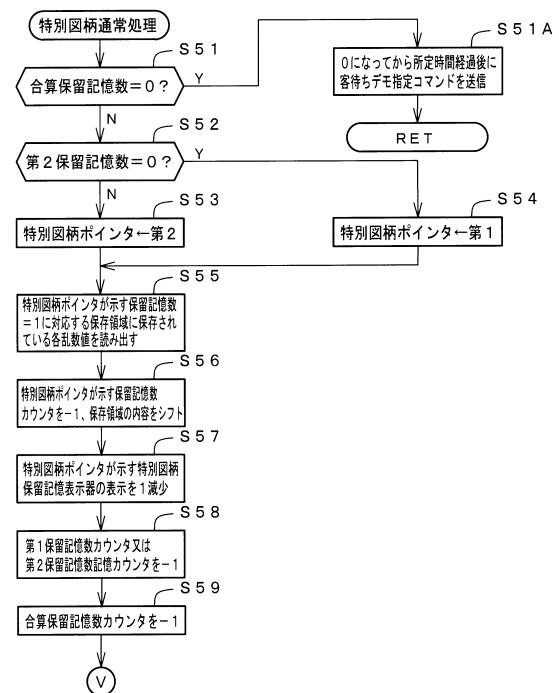 特別図柄通常処理
S51
合算保留記憶数=0?
Y
N
S51A
0になってから所定時間経過後に
客待ちデモ指定コマンドを送信
RET
S52
第2保留記憶数=0?
Y
N
S53
特別図柄ポインタ←第2
S54
特別図柄ポインタ←第1
S55
特別図柄ポインタが示す保留記憶数
=1に対応する保存領域に保存され
ている各乱数値を読み出す
S56
特別図柄ポインタが示す保留記憶数
カウンタを-1、保存領域の内容をシフト
S57
特別図柄ポインタが示す特別図柄
保留記憶表示器の表示を1減少
S58
第1保留記憶数カウンタ又は
第2保留記憶数記憶カウンタを-1
S59
合算保留記憶数カウンタを-1
V